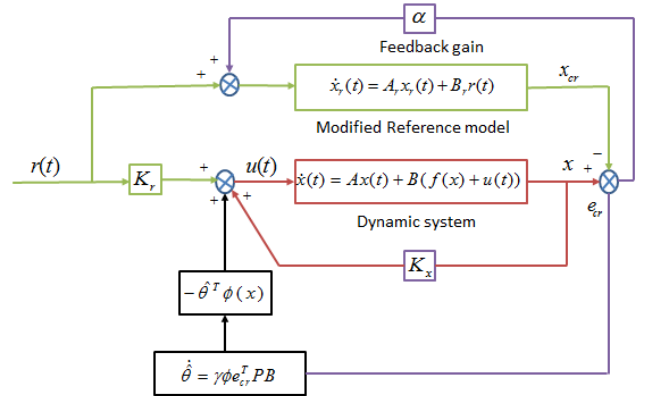 α
+
Feedback gain
+
ẋ_r(t) = A_r x_r(t) + B_r r(t)
x_cr
Modified Reference model
−
r(t)
K_r
+
u(t)
ẋ(t) = Ax(t) + B(f(x) + u(t))
x
+
+
+
e_cr
Dynamic system
K_x
−θ̂^T ϕ(x)
θ̂̇ = γϕe_cr^T PB